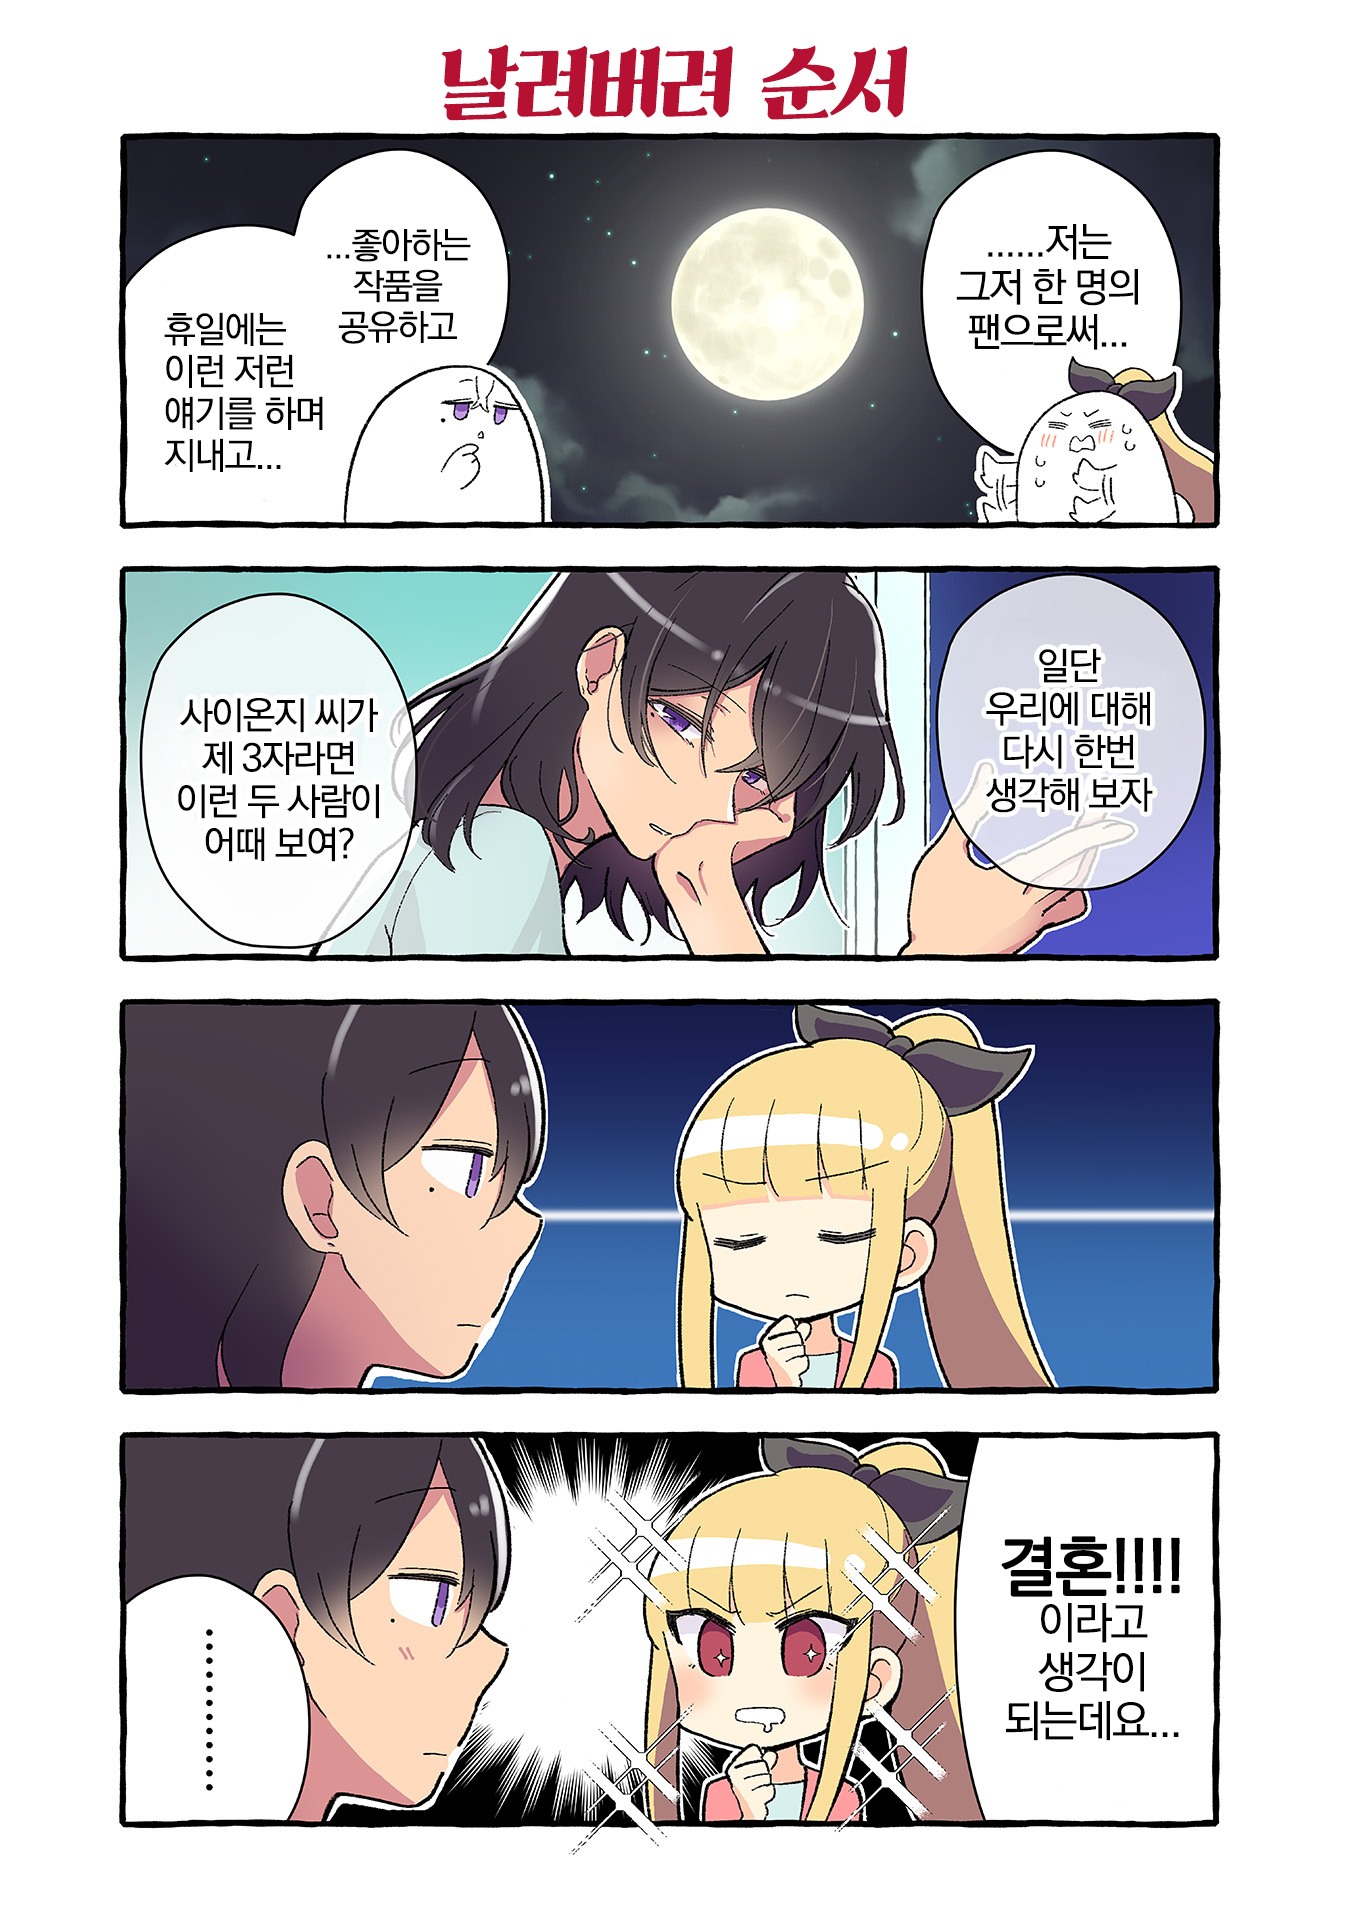 날려버려 순서
......저는
그저 한 명의
팬으로써...
...좋아하는
작품을
공유하고
휴일에는
이런 저런
얘기를 하며
지내고...
일단
우리에 대해
다시 한번
생각해 보자
사이온지 씨가
제 3자라면
이런 두 사람이
어때 보여?
결혼!!!!
이라고
생각이
되는데요...
..........